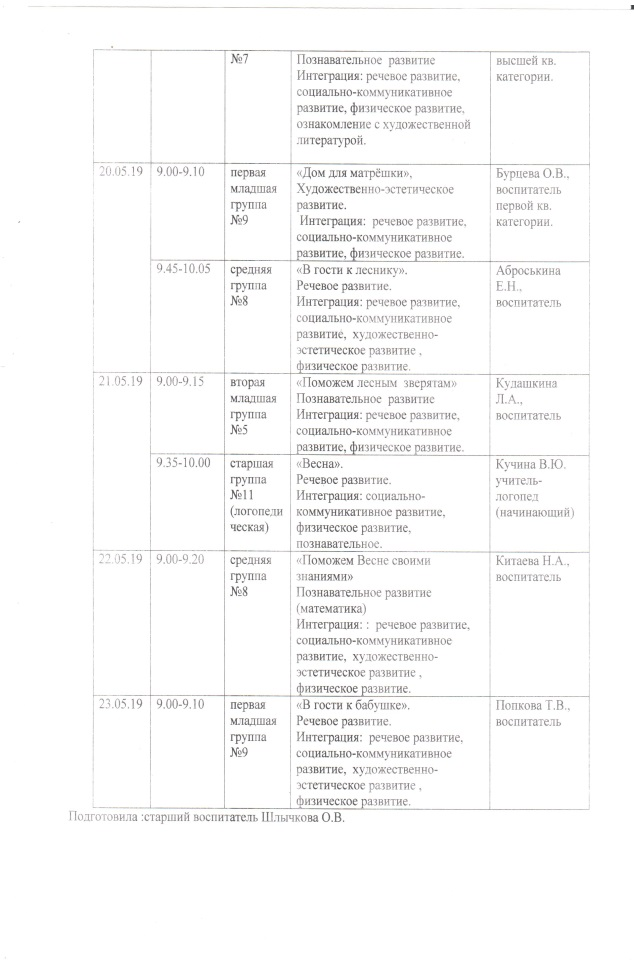 №7
Познавательное развитие
Интеграция: речевое развитие,
социально-коммуникативное
развитие, физическое развитие,
ознакомление с художественной
литературой.
высшей кв.
категории.
20.05.19
9.00-9.10
первая
младшая
группа
№9
«Дом для матрёшки».
Художественно-эстетическое
развитие.
Интеграция: речевое развитие,
социально-коммуникативное
развитие, физическое развитие.
Бурцева О.В.,
воспитатель
первой кв.
категории.
9.45-10.05
средняя
группа
№8
«В гости к леснику».
Речевое развитие.
Интеграция: речевое развитие,
социально-коммуникативное
развитие, художественно-
эстетическое развитие ,
физическое развитие.
Аброськина
Е.Н.,
воспитатель
21.05.19
9.00-9.15
вторая
младшая
группа
№5
«Поможем лесным зверятам»
Познавательное развитие
Интеграция: речевое развитие,
социально-коммуникативное
развитие, физическое развитие.
Кулашкина
Л.А.,
воспитатель
9.35-10.00
старшая
группа
№11
(логопеди
ческая)
«Весна».
Речевое развитие.
Интеграция: социально-
коммуникативное развитие,
физическое развитие,
познавательное.
Кучина В.Ю.
учитель-
логопед
(начинающий)
22.05.19
9.00-9.20
средняя
группа
№8
«Поможем Весне своими
знаниями»
Познавательное развитие
(математика)
Интеграция: : речевое развитие,
социально-коммуникативное
развитие, художественно-
эстетическое развитие ,
физическое развитие.
Китаева Н.А.,
воспитатель
23.05.19
9.00-9.10
первая
младшая
группа
№9
«В гости к бабушке».
Речевое развитие.
Интеграция: речевое развитие,
социально-коммуникативное
развитие, художественно-
эстетическое развитие ,
физическое развитие.
Попкова Т.В.,
воспитатель
Подготовила :старший воспитатель Шлычкова О.В.